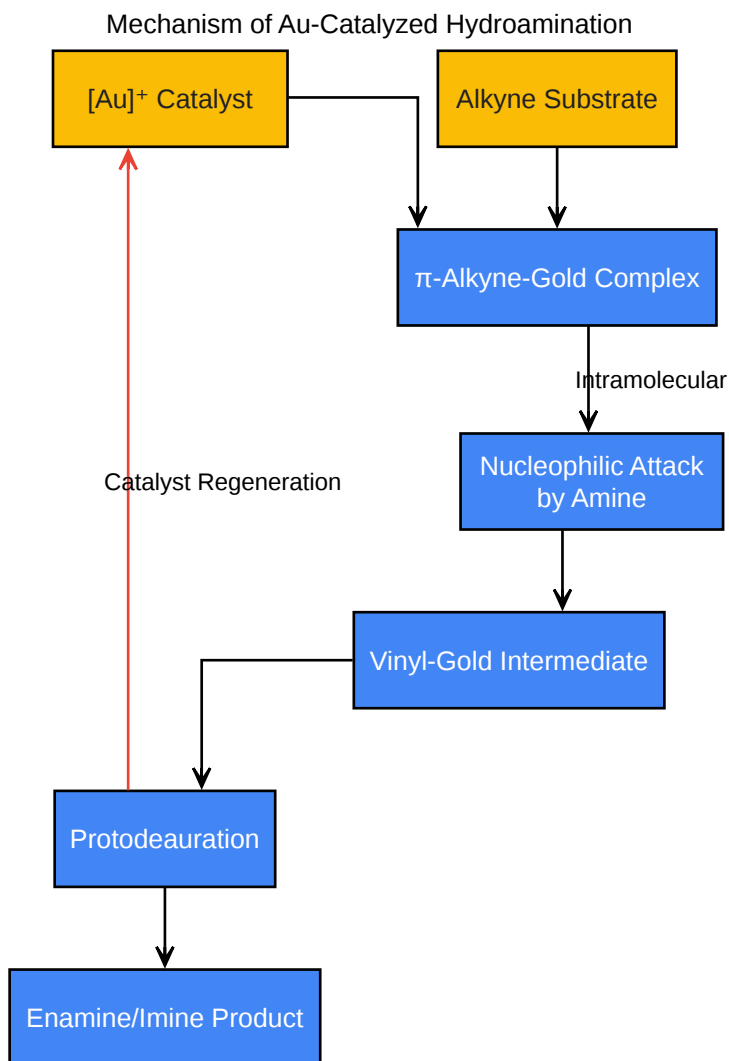 Mechanism of Au-Catalyzed Hydroamination
[Au]⁺ Catalyst
Alkyne Substrate
π-Alkyne-Gold Complex
Intramolecular
Nucleophilic Attack
by Amine
Catalyst Regeneration
Vinyl-Gold Intermediate
Protodeauration
Enamine/Imine Product